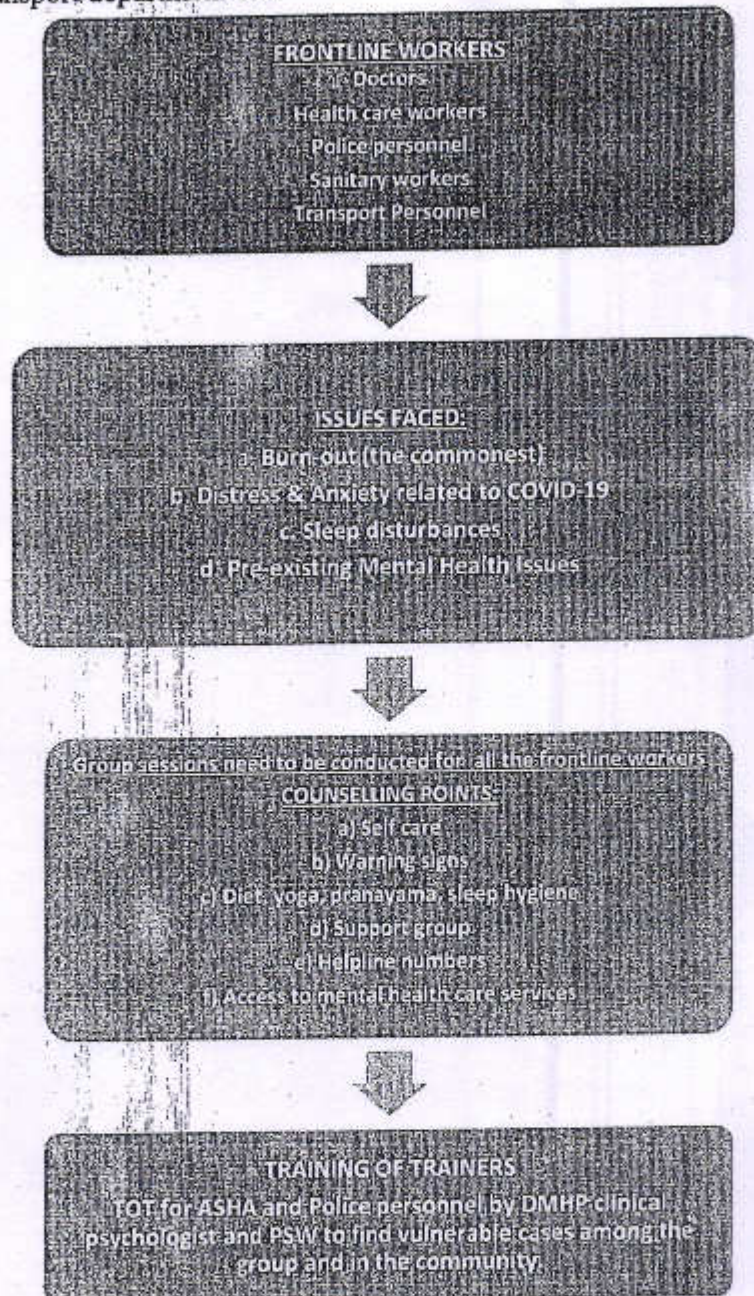 FRONTLINE WORKERS
Doctors
Health care workers
Police personnel
Sanitary workers
Transport Personnel
ISSUES FACED:
a. Burn-out (the commonest)
b. Distress & Anxiety related to COVID-19
c. Sleep disturbances
d. Pre-existing Mental Health Issues
Group sessions need to be conducted for all the frontline workers
COUNSELLING POINTS:
a) Self care
b) Warning signs
c) Diet, yoga, pranayama, sleep hygiene
d) Support group
e) Helpline numbers
f) Access to mental health care services
TRAINING OF TRAINERS
TOT for ASHA and Police personnel by DMHP clinical
psychologist and PSW to find vulnerable cases among the
group and in the community